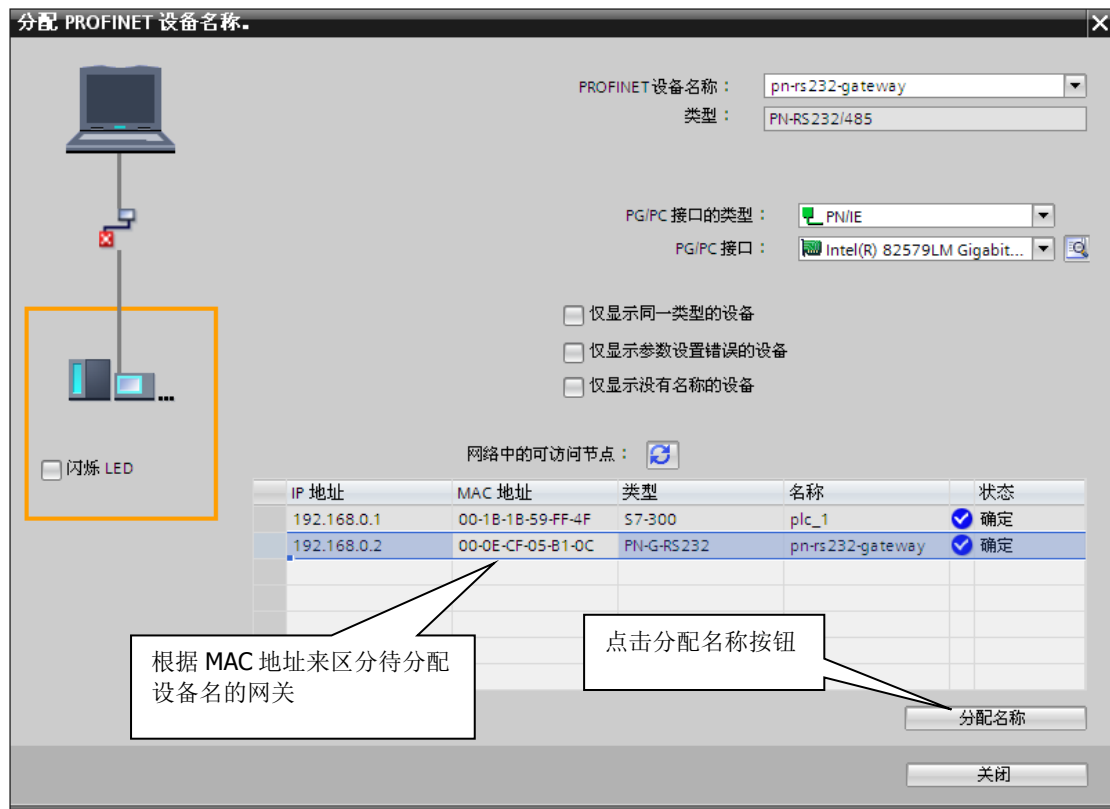 分配 PROFINET 设备名称.
PROFINET设备名称： pn-rs232-gateway
类型： PN-RS232/485
PG/PC 接口的类型： PN/IE
PG/PC 接口： Intel(R) 82579LM Gigabit...
仅显示同一类型的设备
仅显示参数设置错误的设备
仅显示没有名称的设备
闪烁 LED
网络中的可访问节点：
IP 地址 MAC 地址 类型 名称 状态
192.168.0.1 00-1B-1B-59-FF-4F S7-300 plc_1 确定
192.168.0.2 00-0E-CF-05-B1-0C PN-G-RS232 pn-rs232-gateway 确定
根据 MAC 地址来区分待分配
设备名的网关
点击分配名称按钮
分配名称
关闭